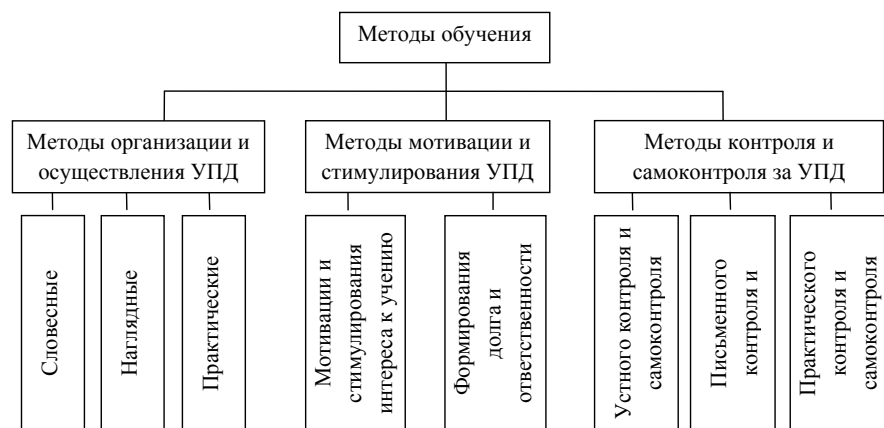 Методы обучения
Методы организации и
осуществления УПД
Методы мотивации и
стимулирования УПД
Методы контроля и
самоконтроля за УПД
Словесные
Наглядные
Практические
Мотивации и
стимулирования
интереса к учению
Формирования
долга и
ответственности
Устного контроля и
самоконтроля
Письменного
контроля и
Практического
контроля и
самоконтроля